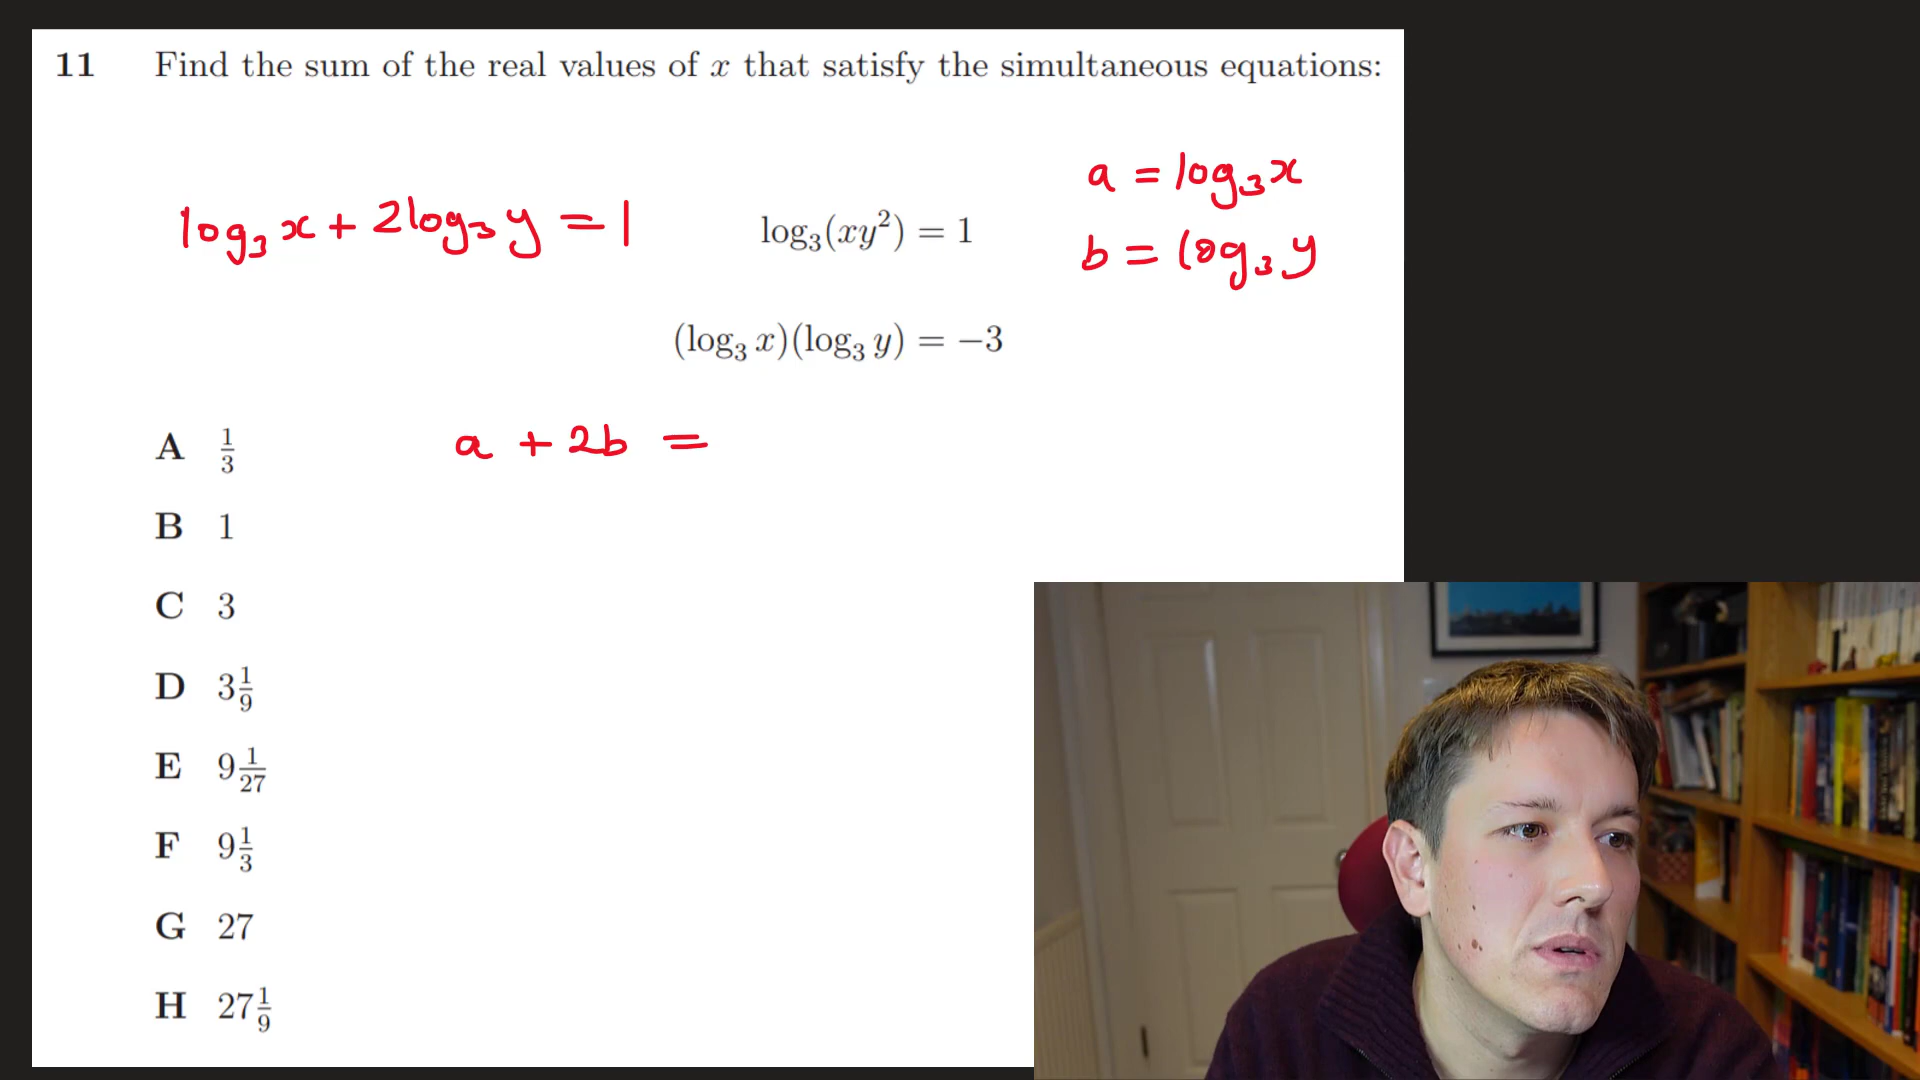 11 Find the sum of the real values of x that satisfy the simultaneous equations:
a = log₃x
log₃x + 2log₃y = 1
log₃(xy²) = 1
b = log₃y
(log₃ x)(log₃ y) = −3
a + 2b =
A 1/3
B 1
C 3
D 3 1/9
E 9 1/27
F 9 1/3
G 27
H 27 1/9